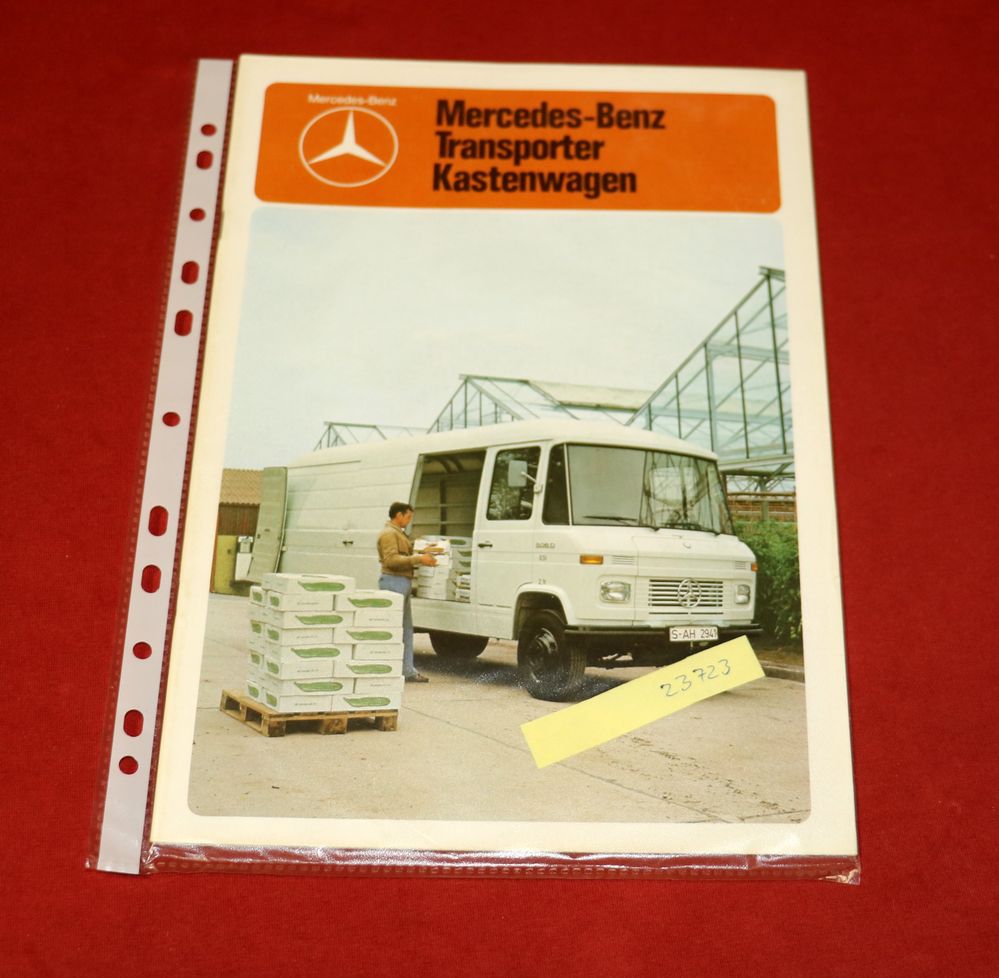 Mercedes-Benz
Mercedes-Benz
Transporter
Kastenwagen
S-AH 2941
23723